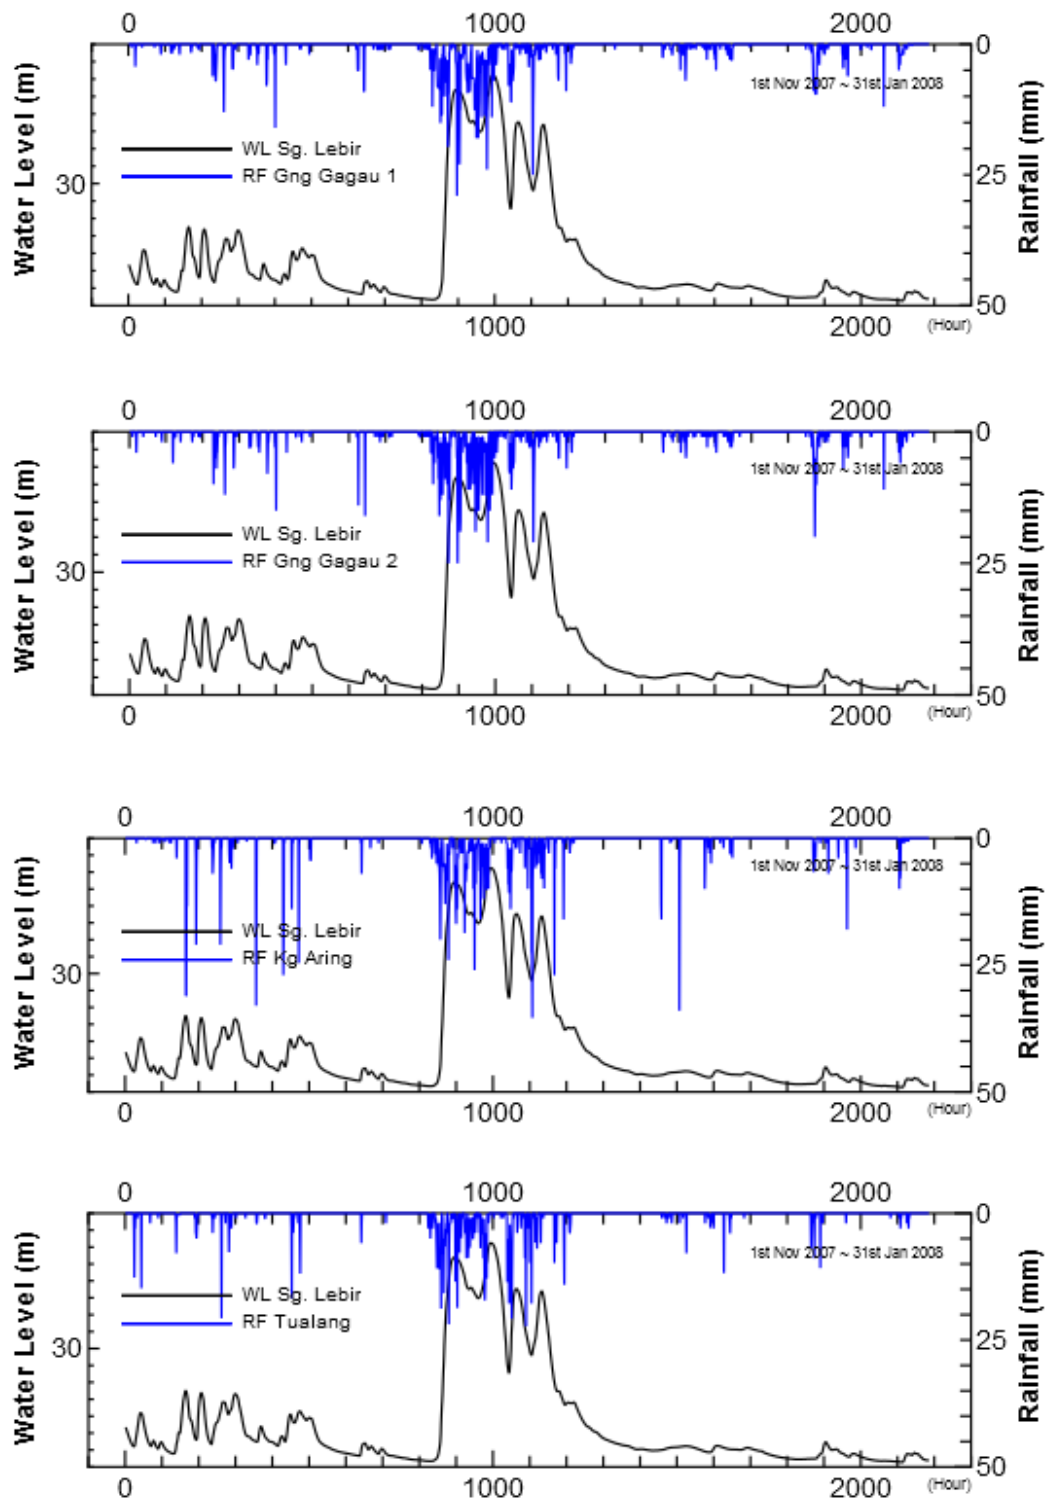 0 1000 2000
0
1st Nov 2007 ~ 31st Jan 2008
WL Sg. Lebir
RF Gng Gagau 1
30
25
50
Water Level (m)
Rainfall (mm)
0 1000 2000 (Hour)
0 1000 2000
0
1st Nov 2007 ~ 31st Jan 2008
WL Sg. Lebir
RF Gng Gagau 2
30
25
50
Water Level (m)
Rainfall (mm)
0 1000 2000 (Hour)
0 1000 2000
0
1st Nov 2007 ~ 31st Jan 2008
WL Sg. Lebir
RF Kg Aring
30
25
50
Water Level (m)
Rainfall (mm)
0 1000 2000 (Hour)
0 1000 2000
0
1st Nov 2007 ~ 31st Jan 2008
WL Sg. Lebir
RF Tualang
30
25
50
Water Level (m)
Rainfall (mm)
0 1000 2000 (Hour)